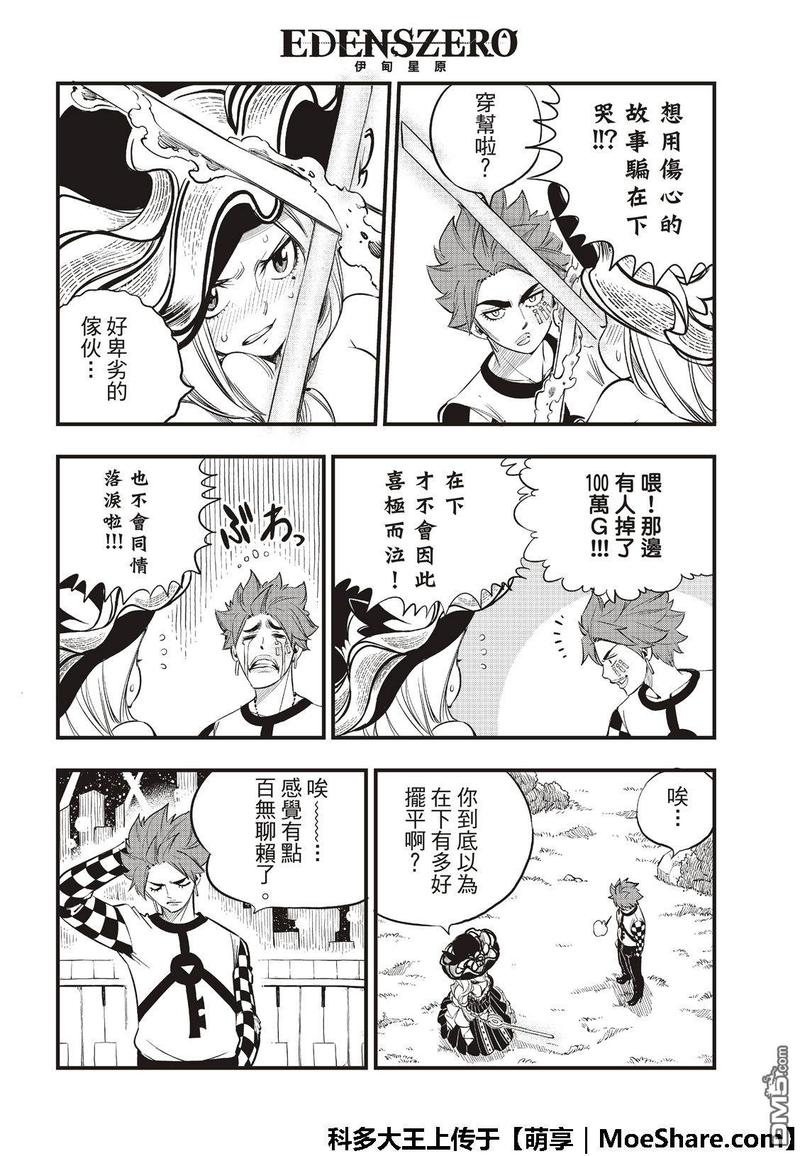 EDENSZERO
伊甸星原
想用傷心的
故事騙在下
哭!!?
穿幫啦?
好卑劣的
傢伙…
喂!那邊
有人掉了
100萬G!!!
在下
才不會因此
喜極而泣!
ぶわっ
也不會同情
落淚啦!!!
唉…
你到底以為
在下有多好
擺平啊?
唉~~~…
感覺有點
百無聊賴了。
DM5.com
科多大王上传于【萌享|MoeShare.com】